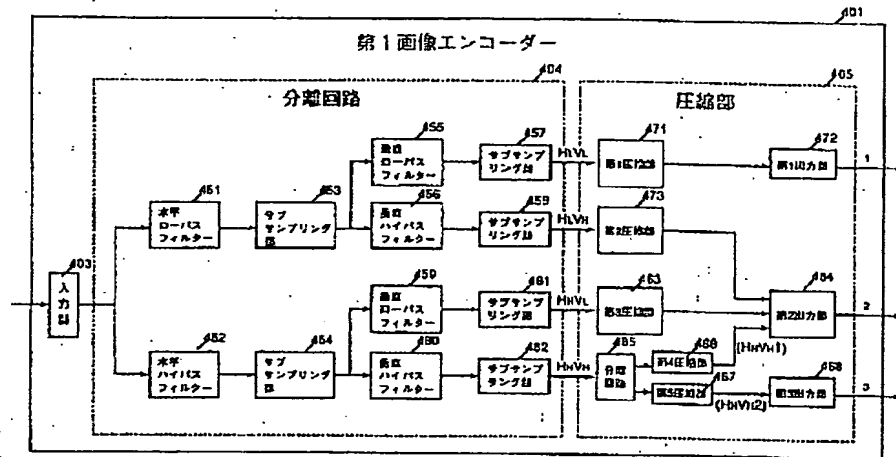 401
第1画像エンコーダー
404
405
分離回路
圧縮部
455
垂直
ローパス
フィルター
457
サブサンプ
リング部
HLVL
471
第1圧縮部
472
第1出力部
1
451
水平
ローパス
フィルター
453
サブ
サンプリング
部
456
垂直
ハイパス
フィルター
459
サブサンプ
リング部
HLVH
473
第2圧縮部
403
入
力
部
459
垂直
ローパス
フィルター
461
サブサンプ
リング部
HHVL
463
第3圧縮部
464
第2出力部
2
(HHVH1)
452
水平
ハイパス
フィルター
454
サブ
サンプリング
部
460
垂直
ハイパス
フィルター
462
サブサンプ
リング部
HHVH
465
分離
回路
466
第4圧縮部
467
第5圧縮部
(HHVH2)
468
第3出力部
3